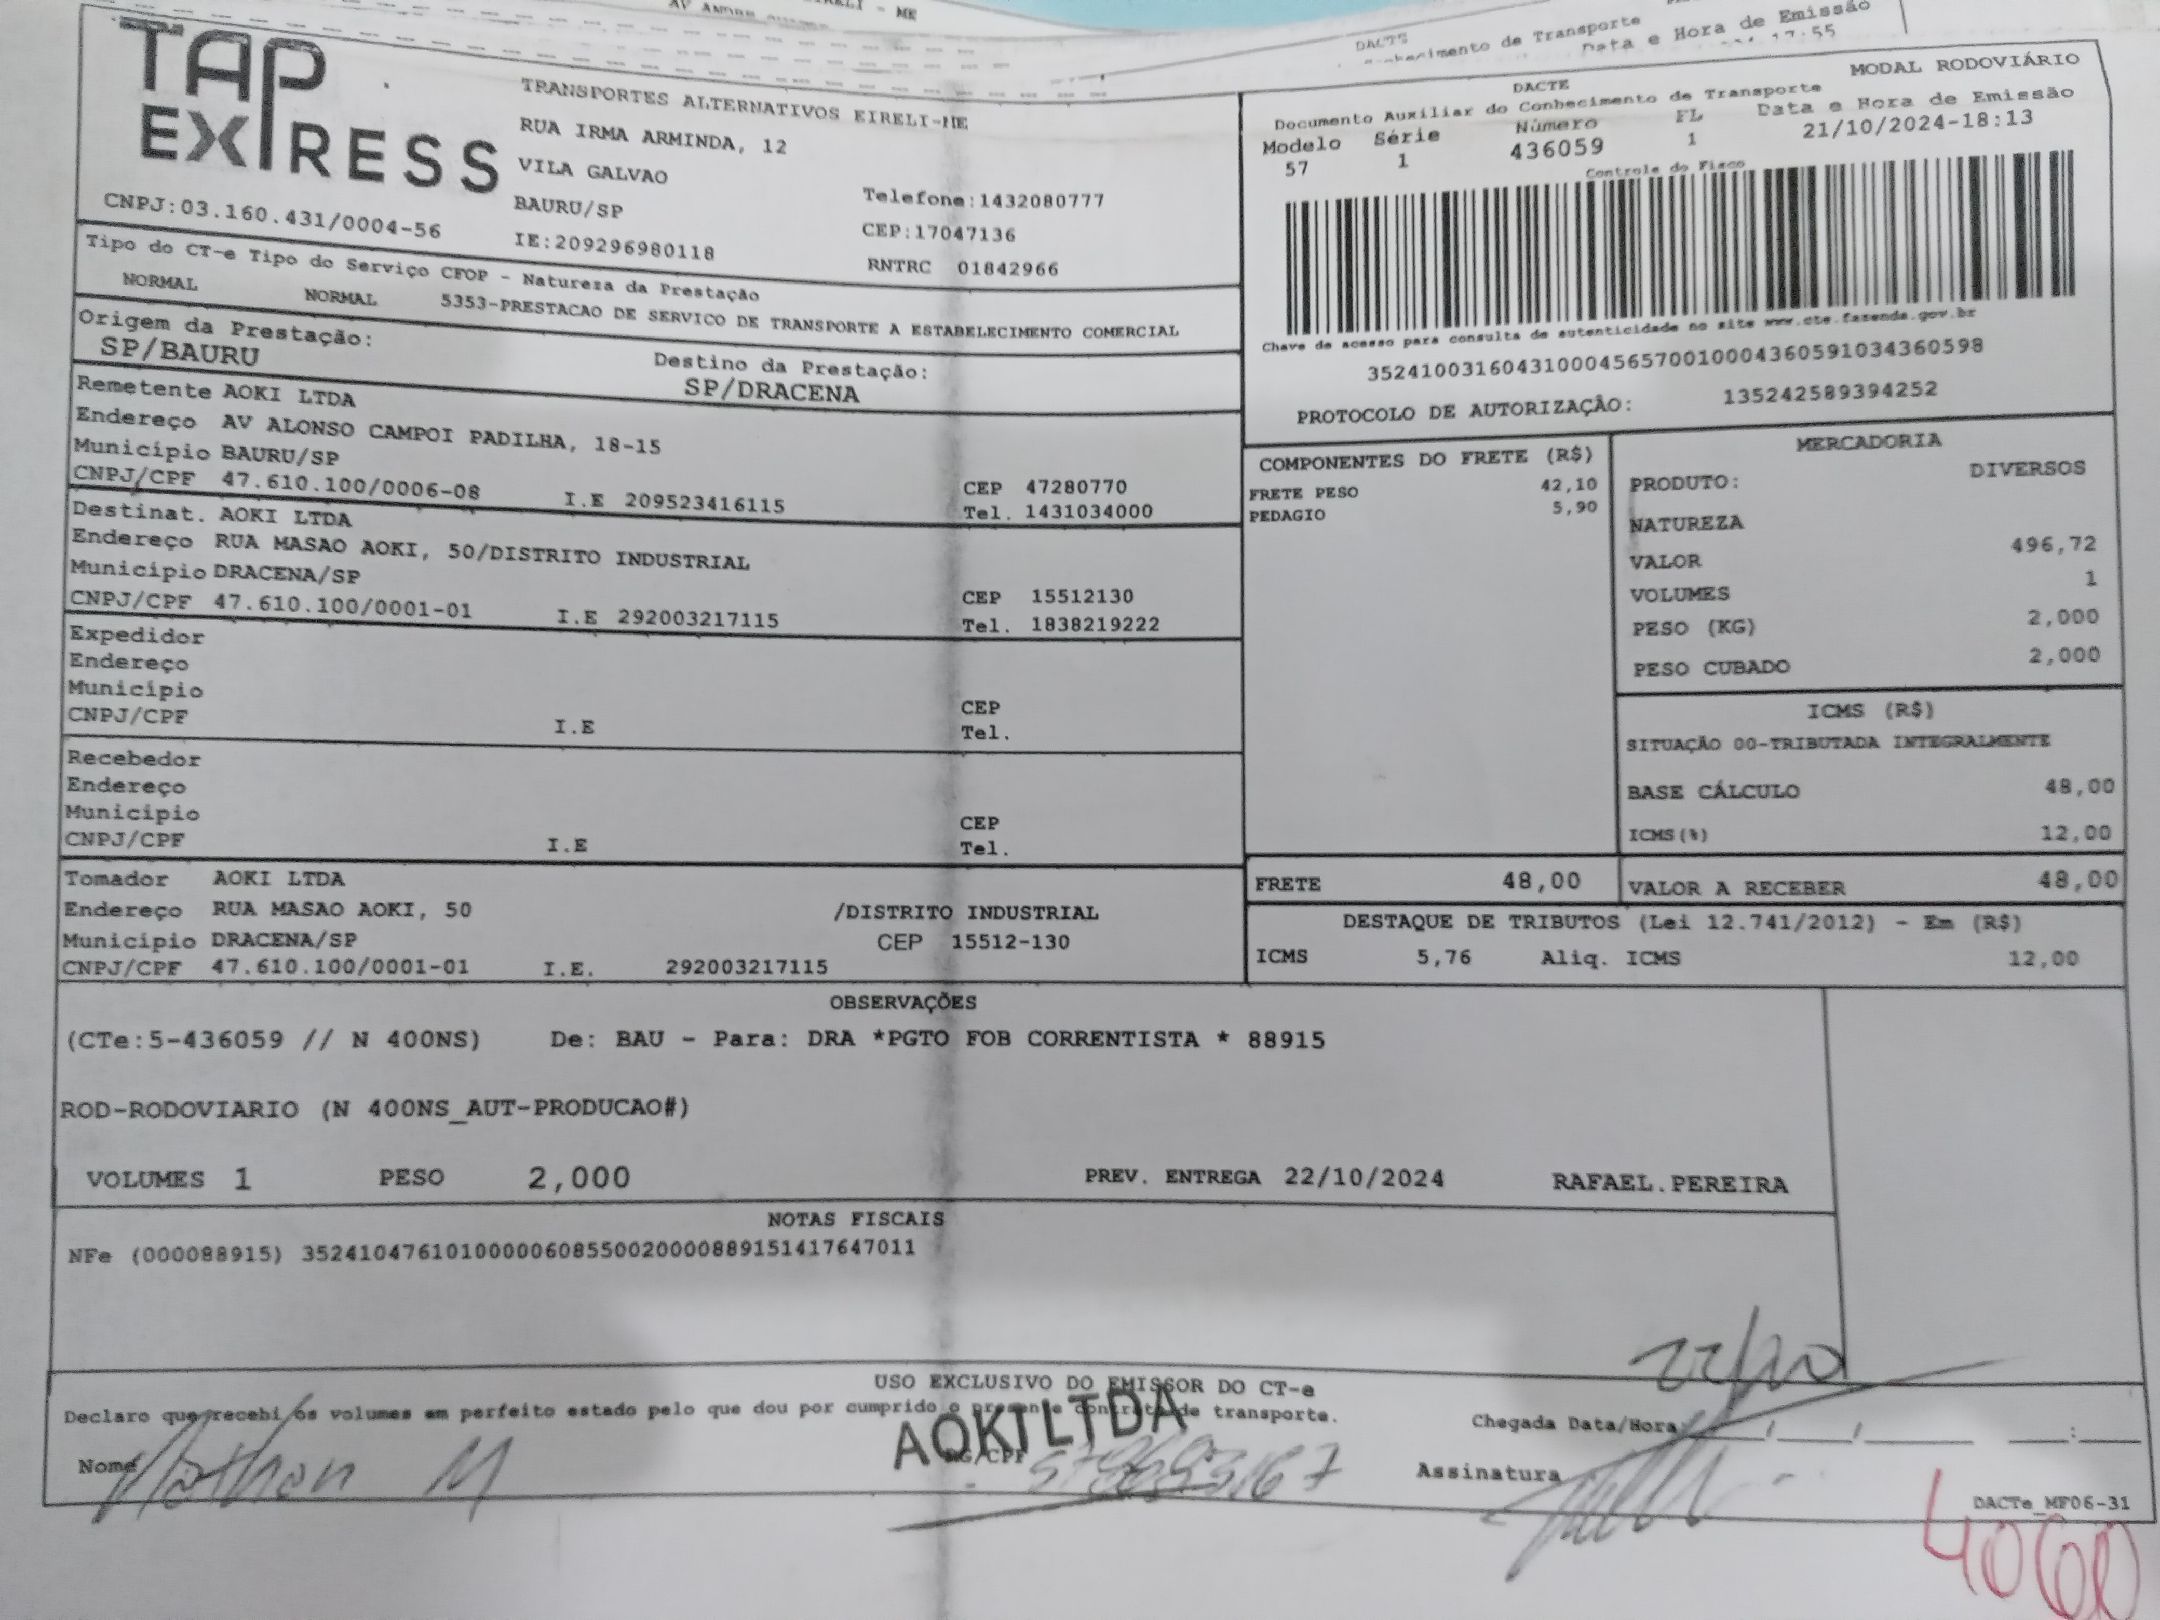 TAP
EXPRESS
TRANSPORTES ALTERNATIVOS EIRELI-ME
RUA IRMA ARMINDA, 12
VILA GALVAO
BAURU/SP
Telefone:1432080777
CNPJ:03.160.431/0004-56
IE:209296980118
CEP:17047136
RNTRC 01842966
MODAL RODOVIÁRIO
DACTE
Documento Auxiliar do Conhecimento de Transporte
Modelo Série Número FL Data e Hora de Emissão
57 1 436059 1 21/10/2024-18:13
Controle do Fisco
Chave de acesso para consulta de autenticidade no site www.cte.fazenda.gov.br
35241003160431000456570010004360591034360598
PROTOCOLO DE AUTORIZAÇÃO: 135242589394252
Tipo do CT-e Tipo do Serviço CFOP - Natureza da Prestação
NORMAL NORMAL 5353-PRESTACAO DE SERVICO DE TRANSPORTE A ESTABELECIMENTO COMERCIAL
Origem da Prestação: Destino da Prestação:
SP/BAURU SP/DRACENA
Remetente AOKI LTDA
Endereço AV ALONSO CAMPOI PADILHA, 18-15
Município BAURU/SP CEP 47280770
CNPJ/CPF 47.610.100/0006-08 I.E 209523416115 Tel. 1431034000
Destinat. AOKI LTDA
Endereço RUA MASAO AOKI, 50/DISTRITO INDUSTRIAL
Município DRACENA/SP CEP 15512130
CNPJ/CPF 47.610.100/0001-01 I.E 292003217115 Tel. 1838219222
Expedidor
Endereço
Município CEP
CNPJ/CPF I.E Tel.
Recebedor
Endereço
Município CEP
CNPJ/CPF I.E Tel.
Tomador AOKI LTDA
Endereço RUA MASAO AOKI, 50 /DISTRITO INDUSTRIAL
Município DRACENA/SP CEP 15512-130
CNPJ/CPF 47.610.100/0001-01 I.E. 292003217115
COMPONENTES DO FRETE (R$)
FRETE PESO 42,10
PEDAGIO 5,90
MERCADORIA
PRODUTO: DIVERSOS
NATUREZA
VALOR 496,72
VOLUMES 1
PESO (KG) 2,000
PESO CUBADO 2,000
ICMS (R$)
SITUAÇÃO 00-TRIBUTADA INTEGRALMENTE
BASE CÁLCULO 48,00
ICMS(%) 12,00
FRETE 48,00 VALOR A RECEBER 48,00
DESTAQUE DE TRIBUTOS (Lei 12.741/2012) - Em (R$)
ICMS 5,76 Aliq. ICMS 12,00
OBSERVAÇÕES
(CTe:5-436059 // N 400NS) De: BAU - Para: DRA *PGTO FOB CORRENTISTA * 88915
ROD-RODOVIARIO (N 400NS_AUT-PRODUCAO#)
VOLUMES 1 PESO 2,000 PREV. ENTREGA 22/10/2024 RAFAEL.PEREIRA
NOTAS FISCAIS
NFe (000088915) 35241047610100000608550020000889151417647011
22/10
USO EXCLUSIVO DO EMISSOR DO CT-e
Declaro que recebi os volumes em perfeito estado pelo que dou por cumprido o presente contrato de transporte.
AOKI LTDA
Chegada Data/Hora ___/___/___ ___:___
Nome Nathan M RG/CPF Assinatura
DACTe_MF06-31
4060